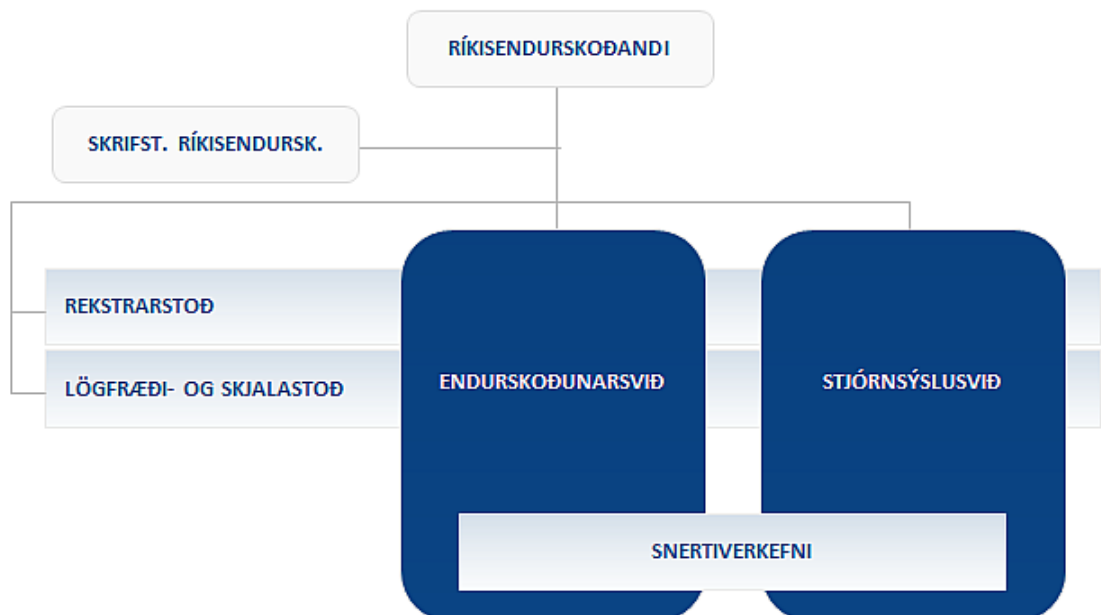 RÍKISENDURSKOÐANDI
SKRIFST. RÍKISENDURSK.
REKSTRARSTOÐ
LÖGFRÆÐI- OG SKJALASTOÐ
ENDURSKOÐUNARSVIÐ
STJÓRNSÝSLUSVIÐ
SNERTIVERKEFNI